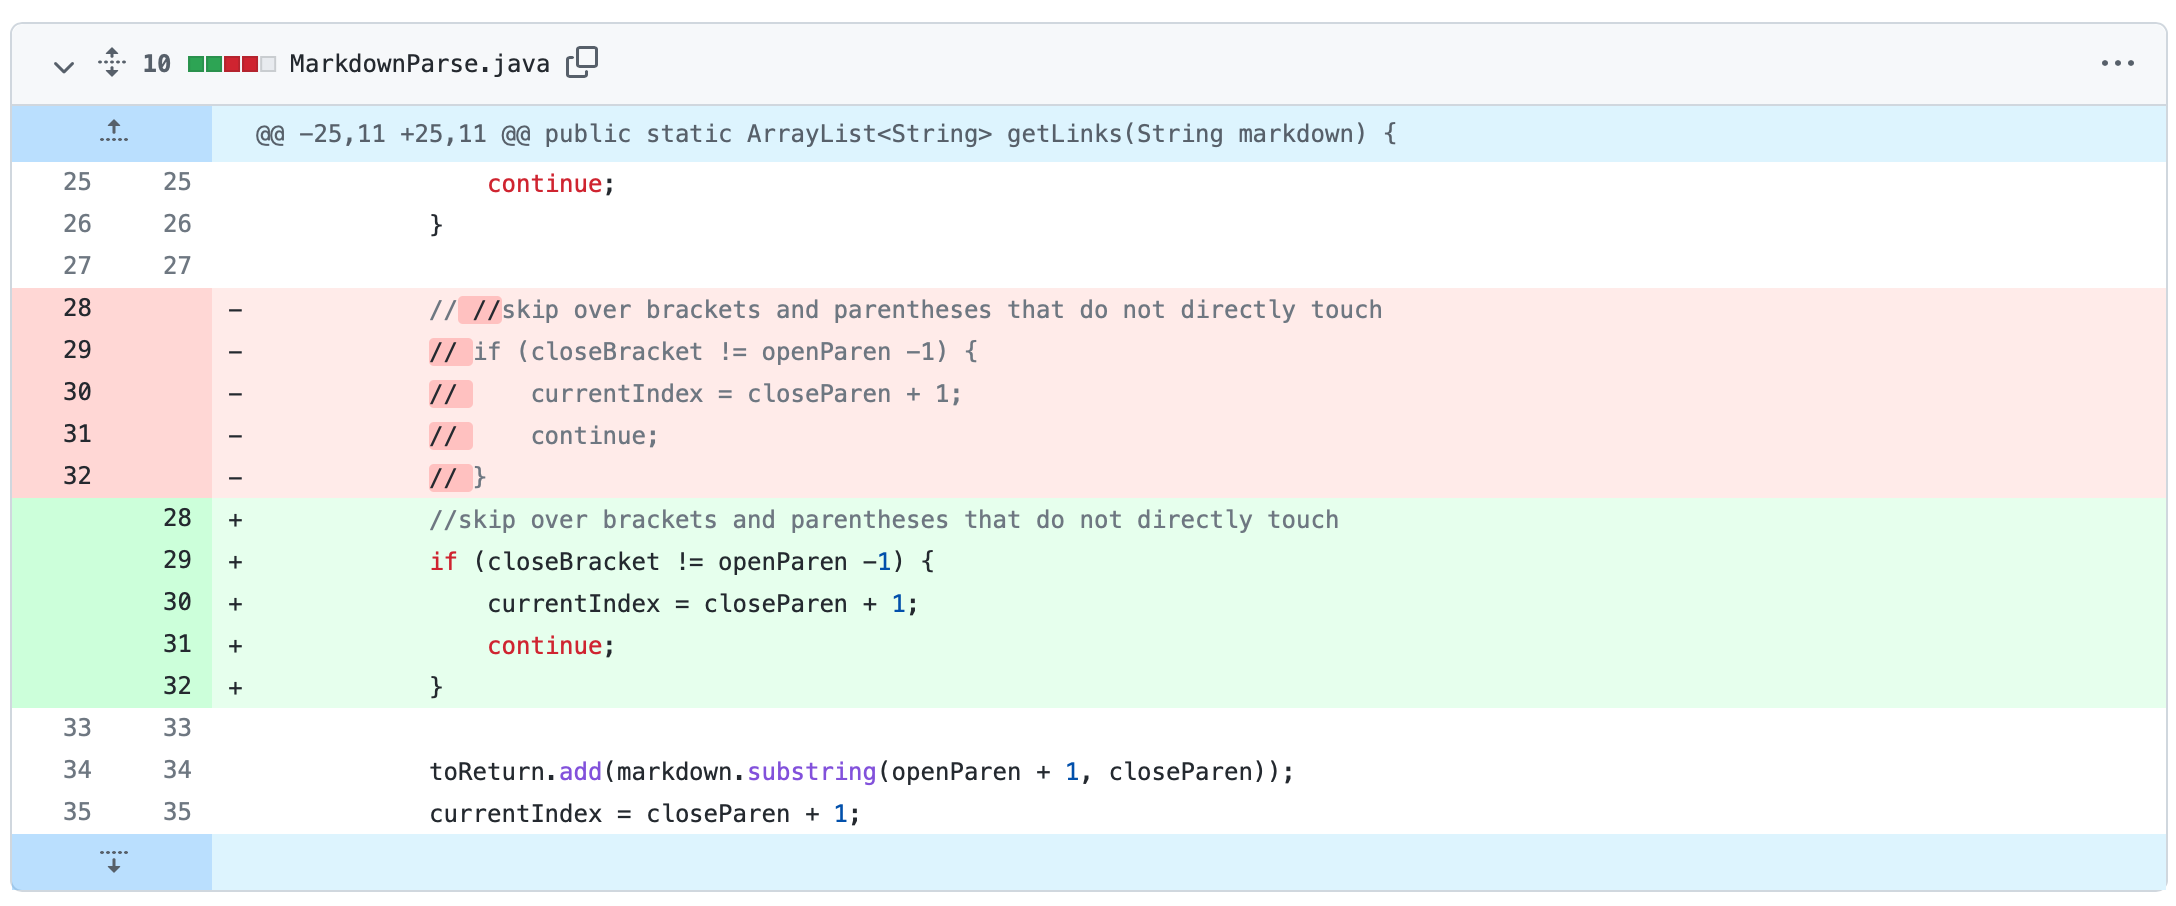 10 MarkdownParse.java
@@ -25,11 +25,11 @@ public static ArrayList<String> getLinks(String markdown) {
25 25 continue;
26 26 }
27 27
28 - // //skip over brackets and parentheses that do not directly touch
29 - // if (closeBracket != openParen -1) {
30 - //     currentIndex = closeParen + 1;
31 - //     continue;
32 - // }
28 + //skip over brackets and parentheses that do not directly touch
29 + if (closeBracket != openParen -1) {
30 +     currentIndex = closeParen + 1;
31 +     continue;
32 + }
33 33
34 34 toReturn.add(markdown.substring(openParen + 1, closeParen));
35 35 currentIndex = closeParen + 1;